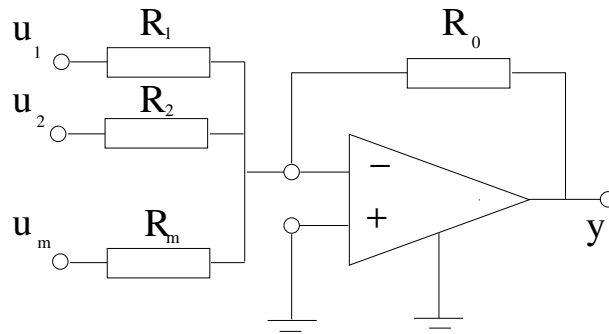 u₁ R₁
R₀
u₂ R₂
−
+
y
uₘ Rₘ